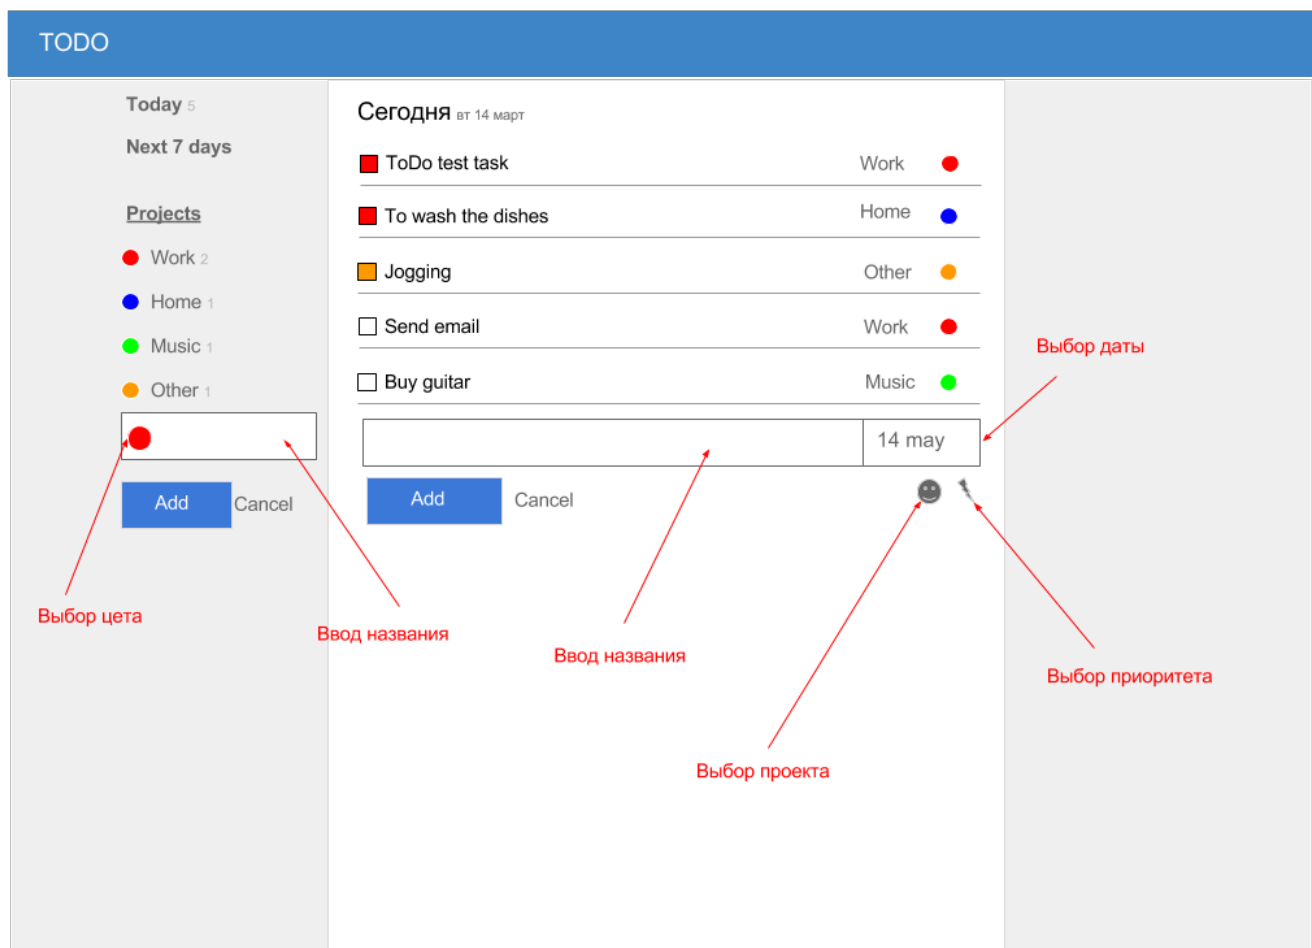 TODO
Today 5
Next 7 days
Projects
Work 2
Home 1
Music 1
Other 1
Add Cancel
Выбор цета
Ввод названия
Сегодня вт 14 март
ToDo test task Work
To wash the dishes Home
Jogging Other
Send email Work
Buy guitar Music
14 may
Add Cancel
Выбор даты
Ввод названия
Выбор приоритета
Выбор проекта